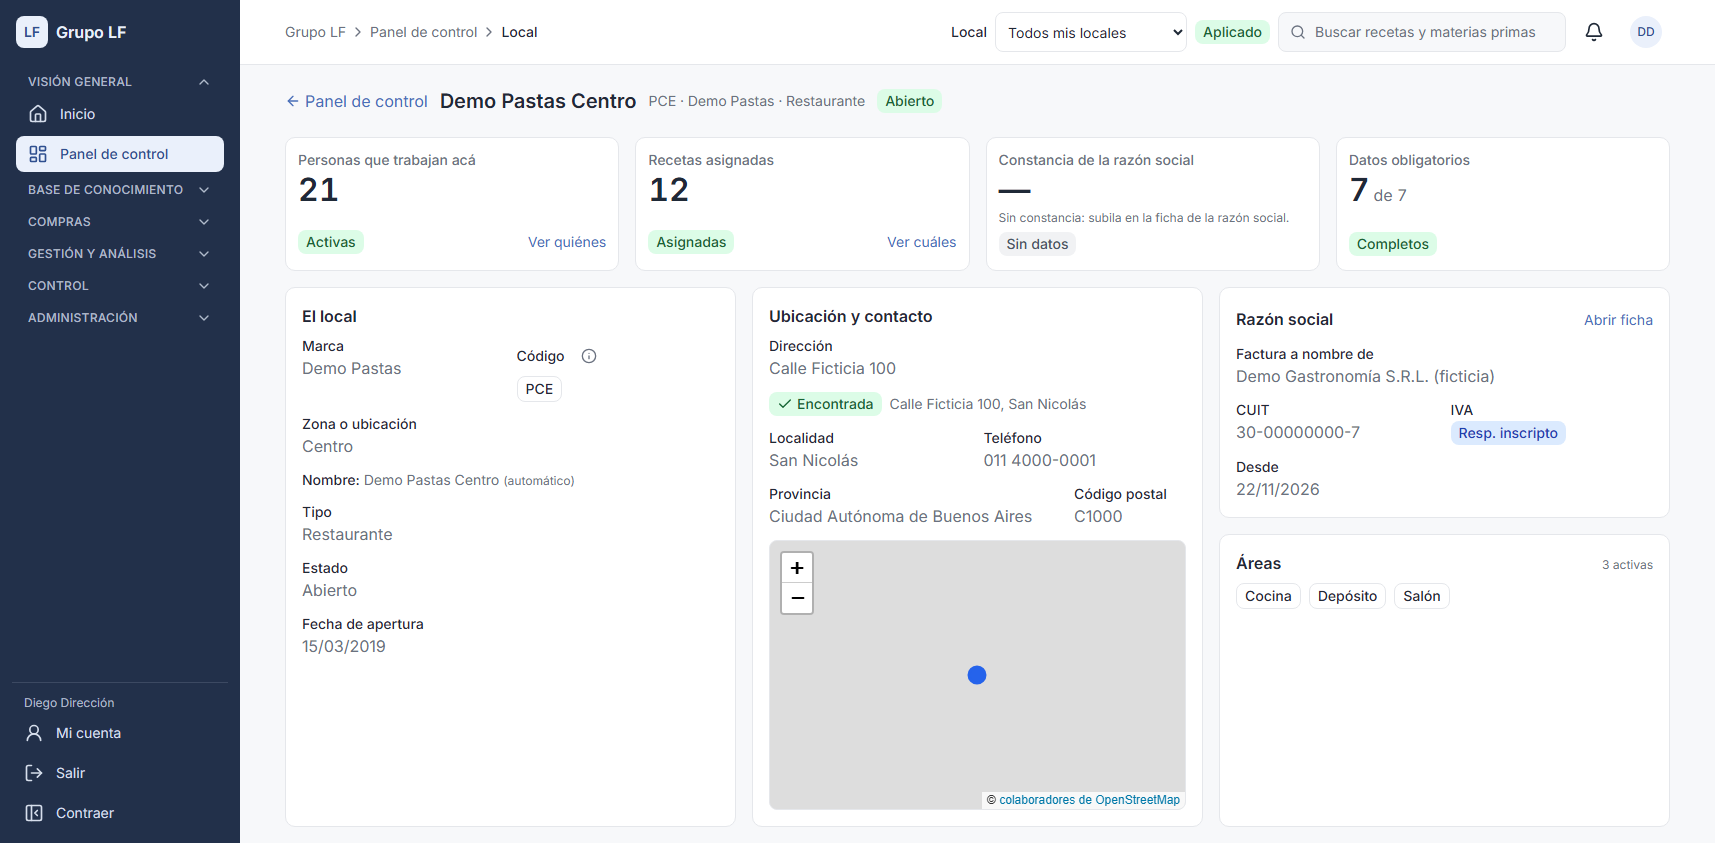 LF Grupo LF
VISIÓN GENERAL
Inicio
Panel de control
BASE DE CONOCIMIENTO
COMPRAS
GESTIÓN Y ANÁLISIS
CONTROL
ADMINISTRACIÓN
Diego Dirección
Mi cuenta
Salir
Contraer
Grupo LF > Panel de control > Local
Local Todos mis locales Aplicado Buscar recetas y materias primas DD
← Panel de control Demo Pastas Centro PCE · Demo Pastas · Restaurante Abierto
Personas que trabajan acá
21
Activas Ver quiénes
Recetas asignadas
12
Asignadas Ver cuáles
Constancia de la razón social
—
Sin constancia: subila en la ficha de la razón social.
Sin datos
Datos obligatorios
7 de 7
Completos
El local
Marca
Demo Pastas
Código
PCE
Zona o ubicación
Centro
Nombre: Demo Pastas Centro (automático)
Tipo
Restaurante
Estado
Abierto
Fecha de apertura
15/03/2019
Ubicación y contacto
Dirección
Calle Ficticia 100
Encontrada Calle Ficticia 100, San Nicolás
Localidad
San Nicolás
Teléfono
011 4000-0001
Provincia
Ciudad Autónoma de Buenos Aires
Código postal
C1000
+
−
© colaboradores de OpenStreetMap
Razón social Abrir ficha
Factura a nombre de
Demo Gastronomía S.R.L. (ficticia)
CUIT
30-00000000-7
IVA
Resp. inscripto
Desde
22/11/2026
Áreas 3 activas
Cocina Depósito Salón